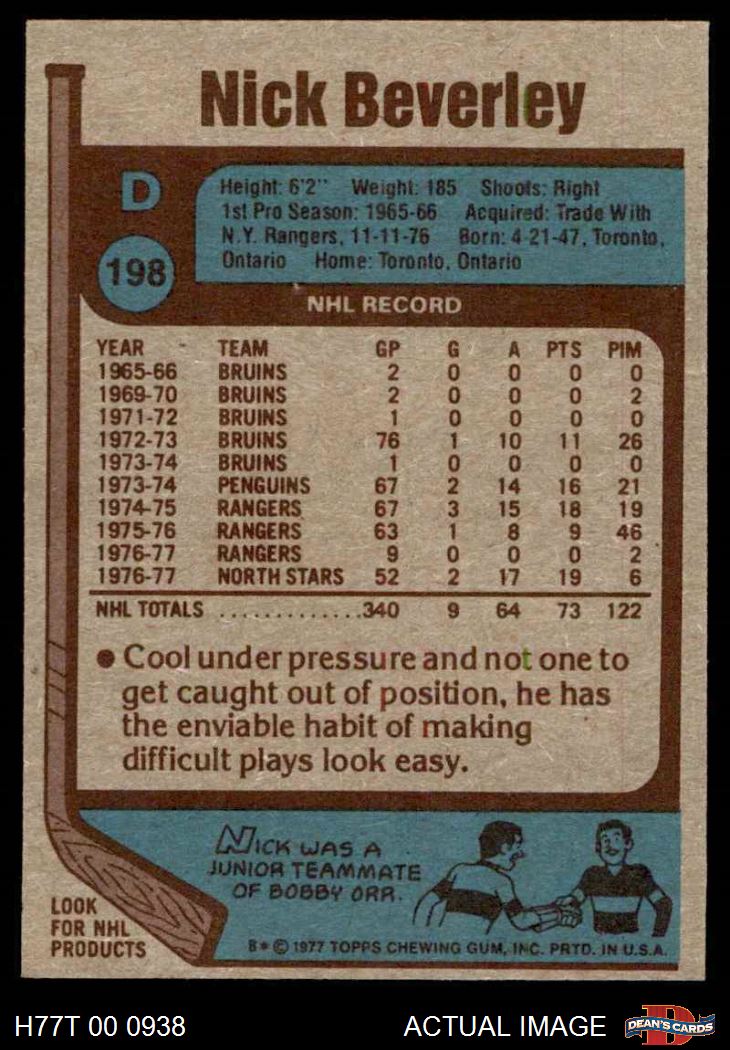 Nick Beverley
D
198
Height: 6'2" Weight: 185 Shoots: Right
1st Pro Season: 1965-66 Acquired: Trade With
N.Y. Rangers, 11-11-76 Born: 4-21-47, Toronto,
Ontario Home: Toronto, Ontario
NHL RECORD
YEAR TEAM GP G A PTS PIM
1965-66 BRUINS 2 0 0 0 0
1969-70 BRUINS 2 0 0 0 2
1971-72 BRUINS 1 0 0 0 0
1972-73 BRUINS 76 1 10 11 26
1973-74 BRUINS 1 0 0 0 0
1973-74 PENGUINS 67 2 14 16 21
1974-75 RANGERS 67 3 15 18 19
1975-76 RANGERS 63 1 8 9 46
1976-77 RANGERS 9 0 0 0 2
1976-77 NORTH STARS 52 2 17 19 6
NHL TOTALS .............340 9 64 73 122
• Cool under pressure and not one to
get caught out of position, he has
the enviable habit of making
difficult plays look easy.
NICK WAS A
JUNIOR TEAMMATE
OF BOBBY ORR.
LOOK
FOR NHL
PRODUCTS
B* © 1977 TOPPS CHEWING GUM, INC. PRTD. IN U.S.A.
H77T 00 0938 ACTUAL IMAGE
D
DEAN'S CARDS